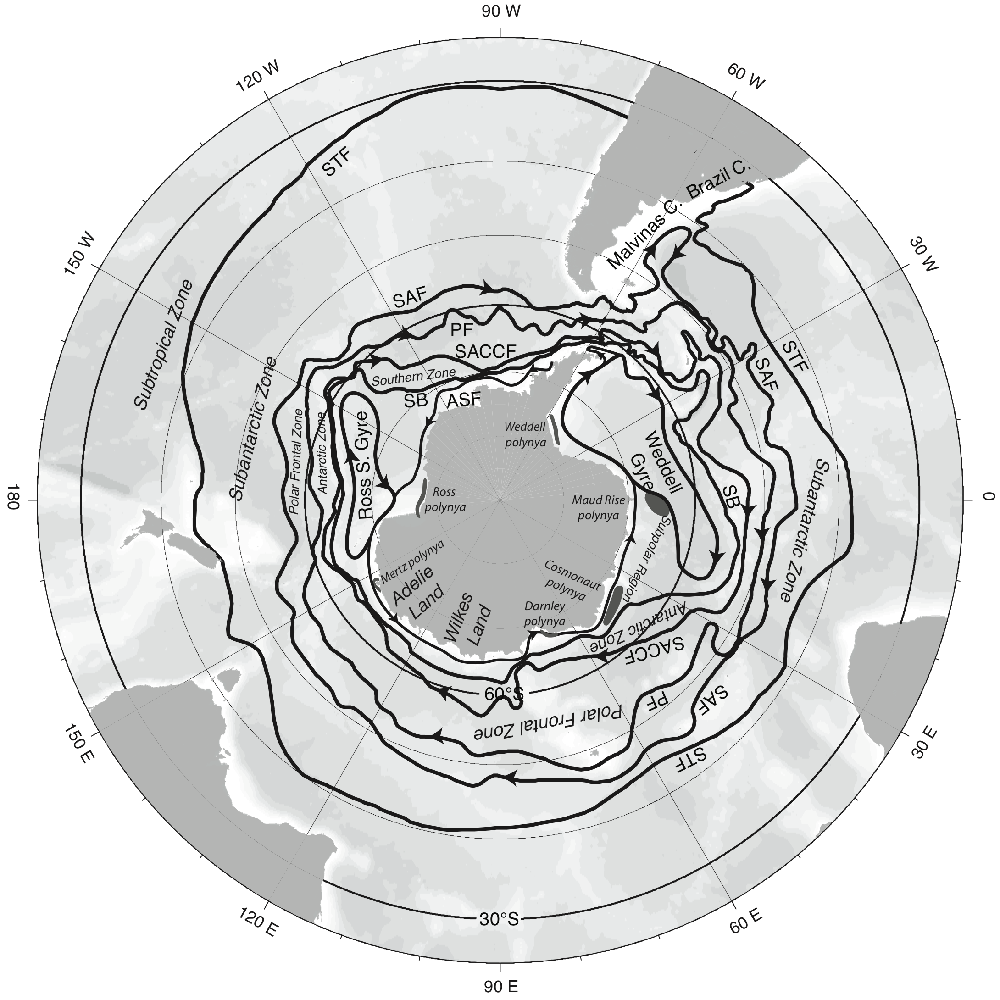 90 W
120 W
60 W
STF
Brazil C.
Malvinas C.
150 W
30 W
SAF
PF
SACCF
Subtropical Zone
Southern Zone
STF
SAF
SB
ASF
Subantarctic Zone
Polar Frontal Zone
Antarctic Zone
Ross S. Gyre
Weddell
polynya
Weddell
Gyre
SB
Subantarctic Zone
180
Ross
polynya
Maud Rise
polynya
0
Subpolar Region
Mertz polynya
Adelie
Land
Wilkes
Land
Cosmonaut
polynya
Darnley
polynya
Antarctic Zone
SACCF
60°S
PF
SAF
Polar Frontal Zone
STF
150 E
30 E
120 E
30°S
60 E
90 E